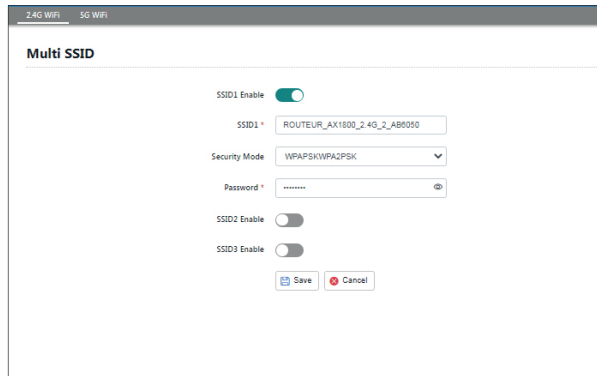 2.4G WiFi 5G WiFi
Multi SSID
SSID1 Enable
SSID1 * ROUTEUR_AX1800_2.4G_2_AB6050
Security Mode WPAPSKWPA2PSK
Password * ········
SSID2 Enable
SSID3 Enable
Save Cancel